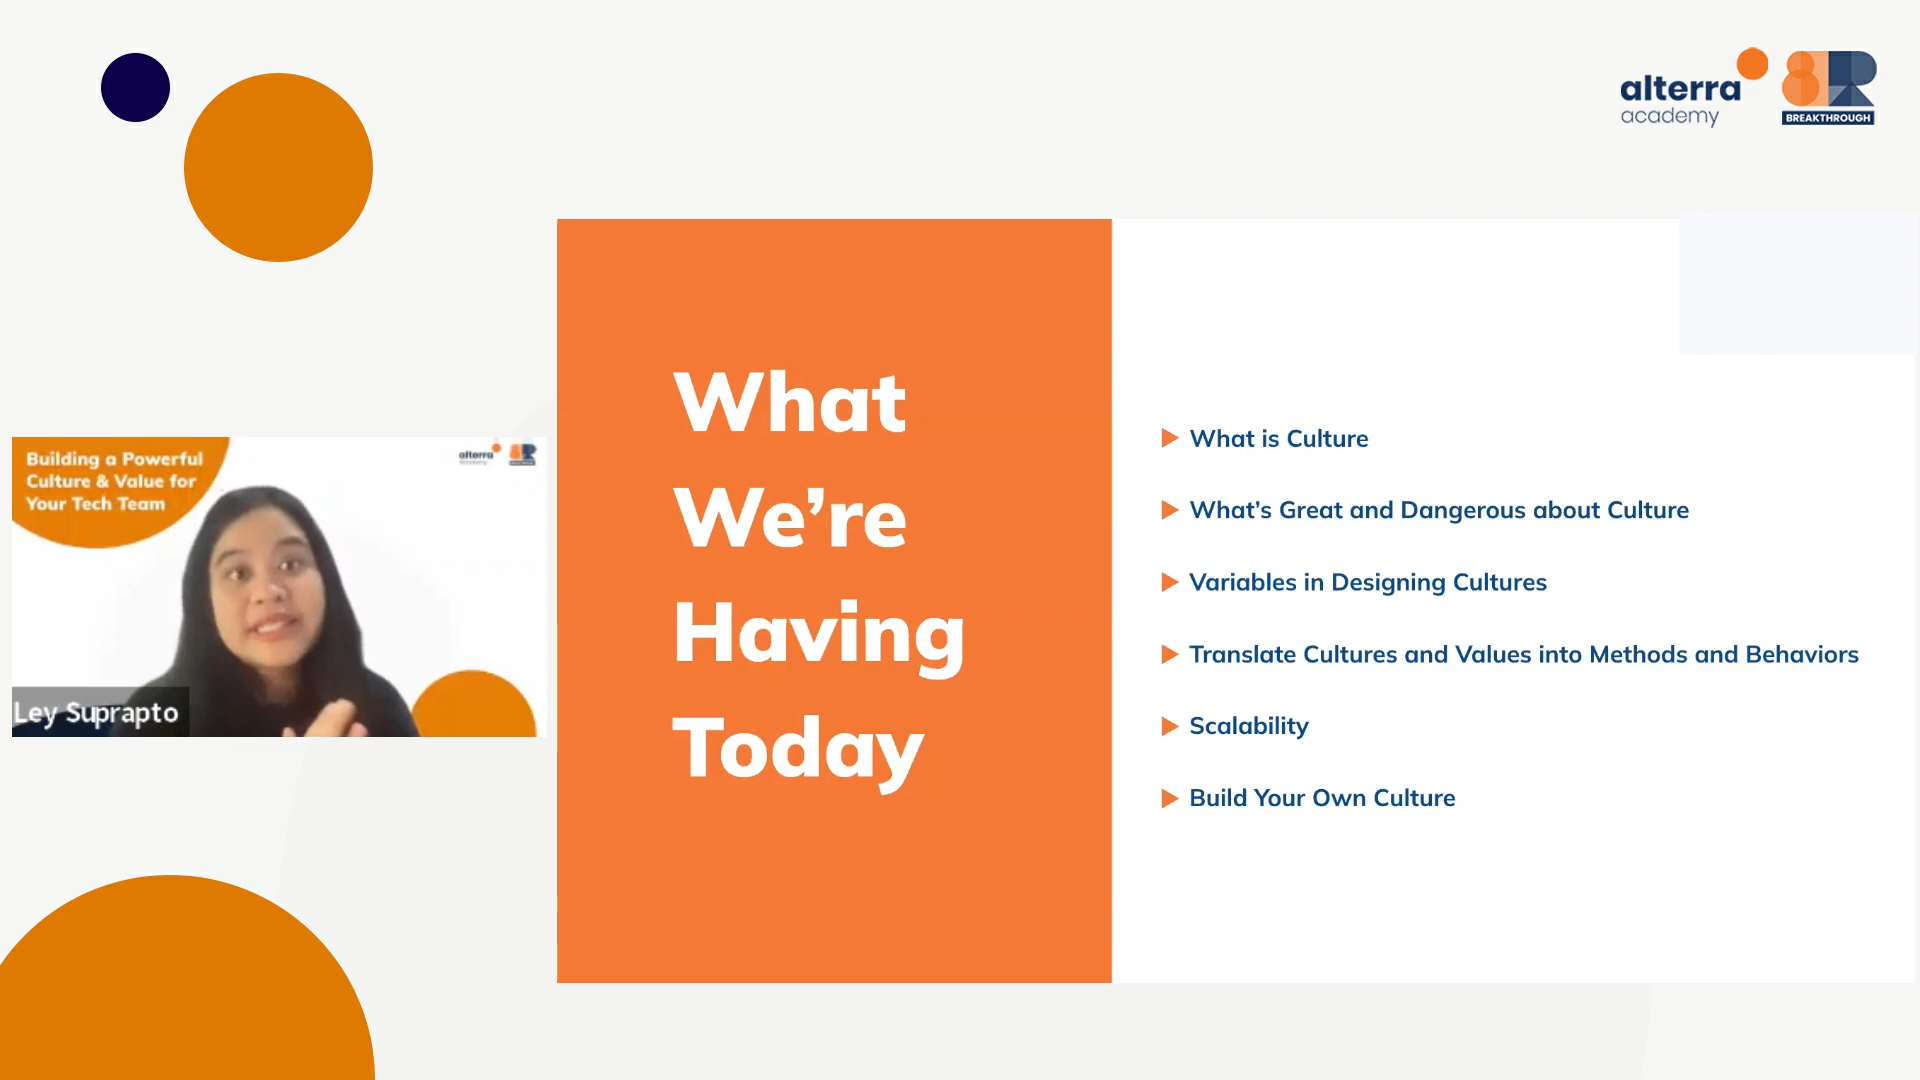 alterra
academy
BREAKTHROUGH
What
We’re
Having
Today
What is Culture
What’s Great and Dangerous about Culture
Variables in Designing Cultures
Translate Cultures and Values into Methods and Behaviors
Scalability
Build Your Own Culture
Building a Powerful
Culture & Value for
Your Tech Team
alterra
Ley Suprapto